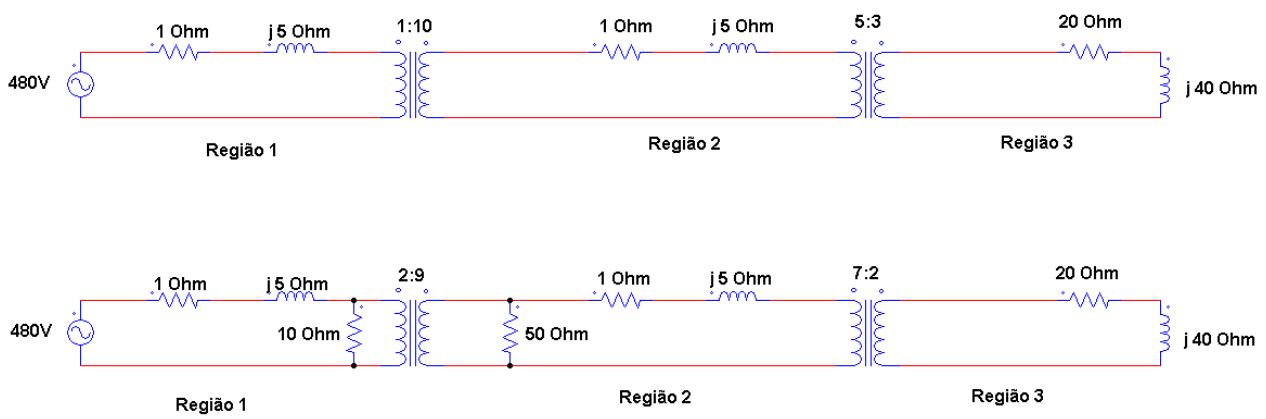 1 Ohm j 5 Ohm 1:10 1 Ohm j 5 Ohm 5:3 20 Ohm
480V
j 40 Ohm
Região 1 Região 2 Região 3
1 Ohm j 5 Ohm 2:9 1 Ohm j 5 Ohm 7:2 20 Ohm
480V 10 Ohm 50 Ohm
j 40 Ohm
Região 1 Região 2 Região 3